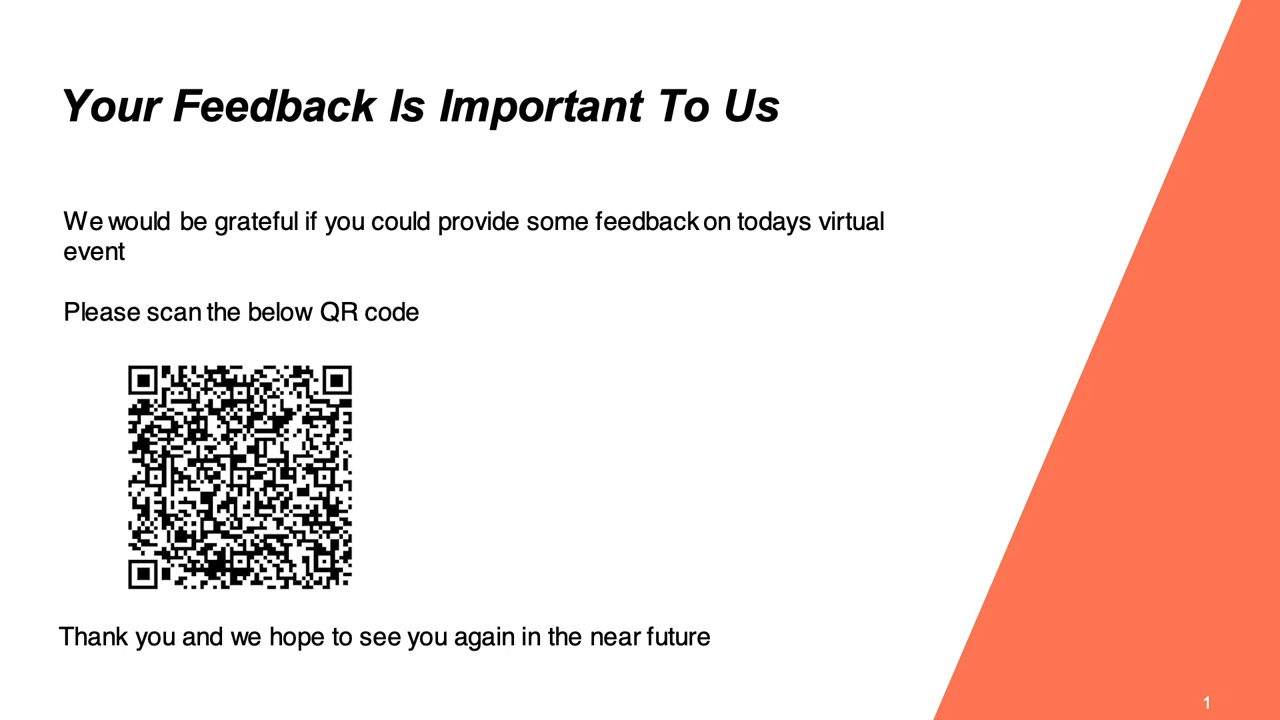 Your Feedback Is Important To Us
We would be grateful if you could provide some feedback on todays virtual
event
Please scan the below QR code
Thank you and we hope to see you again in the near future
1